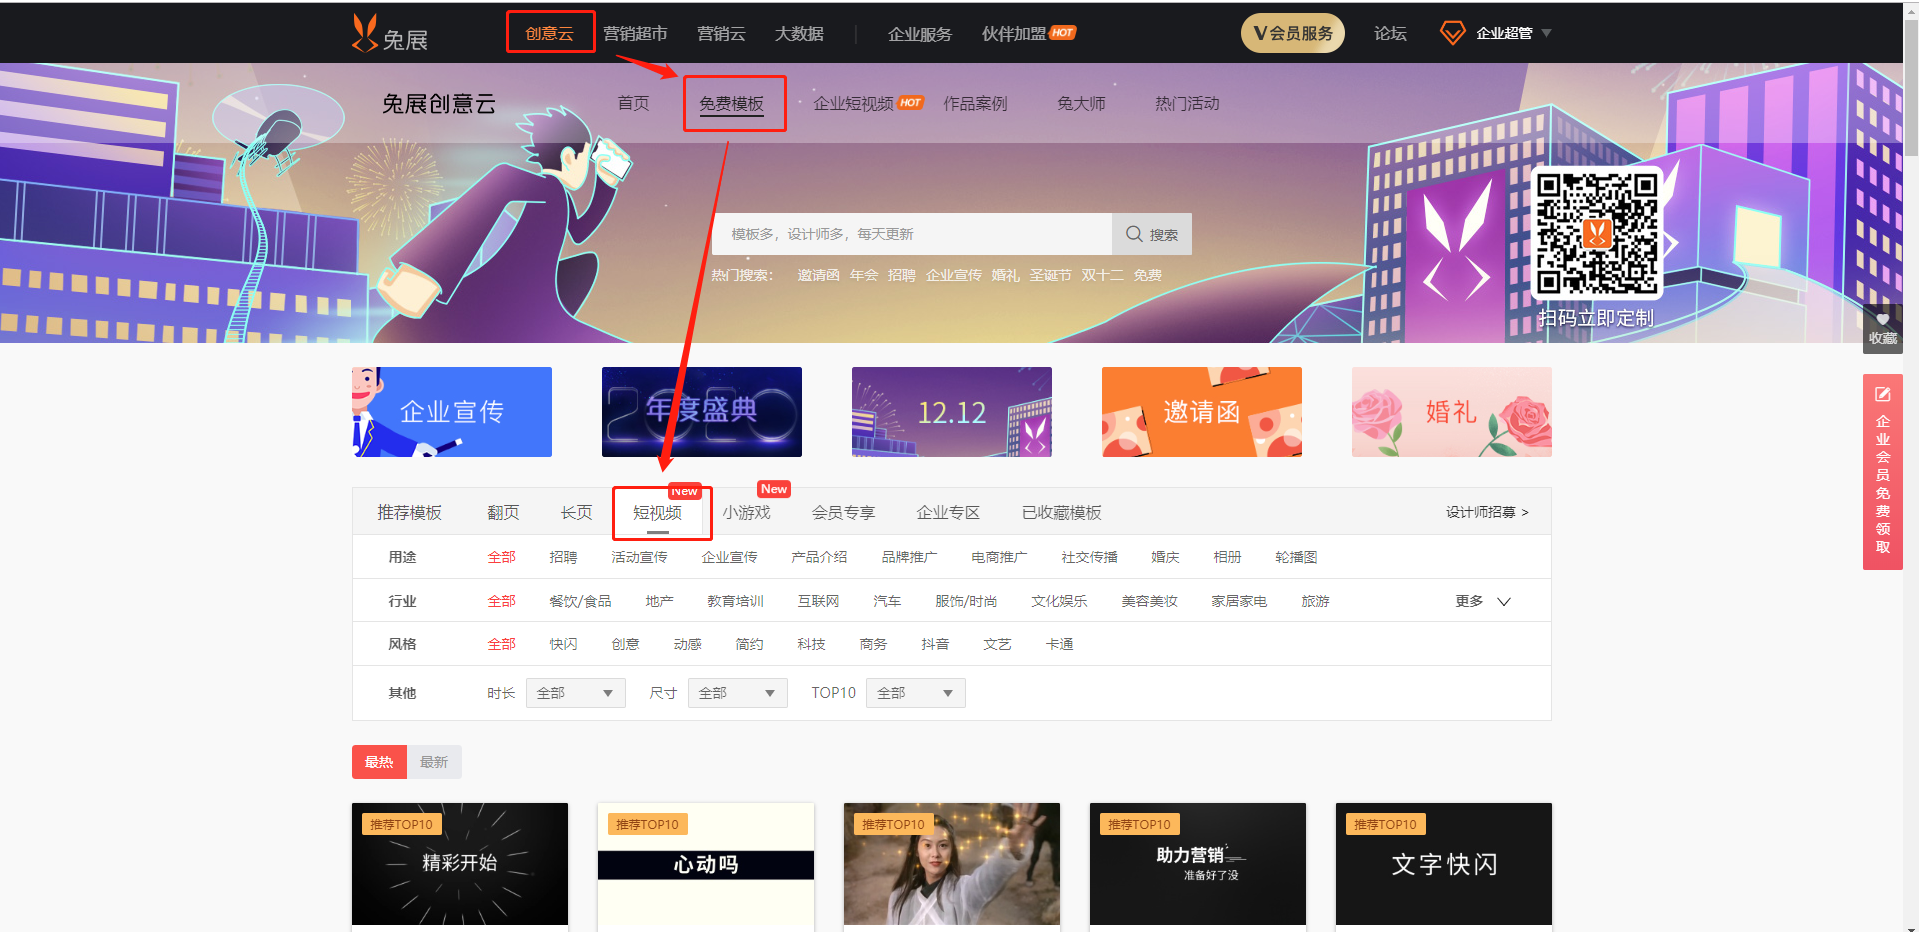 兔展
创意云 营销超市 营销云 大数据 企业服务 伙伴加盟 HOT
V会员服务 论坛 企业超管
兔展创意云 首页 免费模板 企业短视频 HOT 作品案例 兔大师 热门活动
模板多，设计师多，每天更新 搜索
热门搜索： 邀请函 年会 招聘 企业宣传 婚礼 圣诞节 双十二 免费
扫码立即定制
收藏
企业会员免费领取
企业宣传
2020
年度盛典
12.12
邀请函
婚礼
推荐模板 翻页 长页 短视频 New 小游戏 New 会员专享 企业专区 已收藏模板 设计师招募 >
用途 全部 招聘 活动宣传 企业宣传 产品介绍 品牌推广 电商推广 社交传播 婚庆 相册 轮播图
行业 全部 餐饮/食品 地产 教育培训 互联网 汽车 服饰/时尚 文化娱乐 美容美妆 家居家电 旅游 更多
风格 全部 快闪 创意 动感 简约 科技 商务 抖音 文艺 卡通
其他 时长 全部 尺寸 全部 TOP10 全部
最热 最新
推荐TOP10
精彩开始
推荐TOP10
心动吗
推荐TOP10
推荐TOP10
助力营销
准备好了没
推荐TOP10
文字快闪